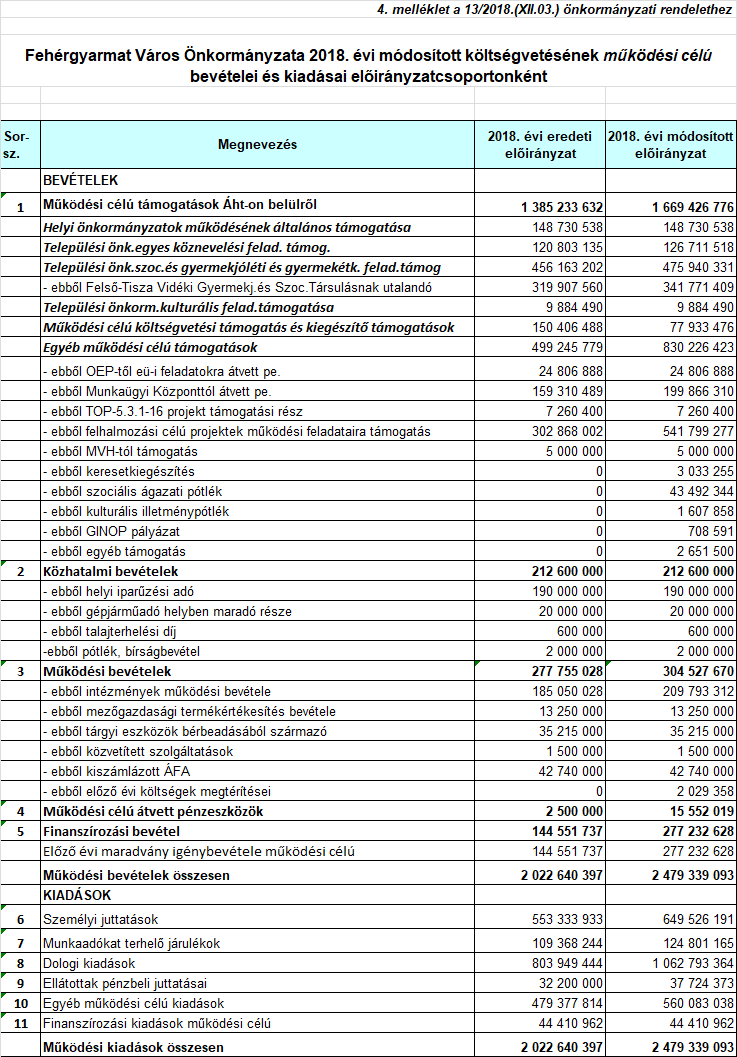 4. melléklet a 13/2018.(XII.03.) önkormányzati rendelethez
Fehérgyarmat Város Önkormányzata 2018. évi módosított költségvetésének működési célú
bevételei és kiadásai előirányzatcsoportonként
Sor-sz. Megnevezés 2018. évi eredeti előirányzat 2018. évi módosított előirányzat
BEVÉTELEK
1 Működési célú támogatások Áht-on belülről 1 385 233 632 1 669 426 776
Helyi önkormányzatok működésének általános támogatása 148 730 538 148 730 538
Települési önk.egyes köznevelési felad. támog. 120 803 135 126 711 518
Települési önk.szoc.és gyermekjóléti és gyermekétk. felad.támog 456 163 202 475 940 331
- ebből Felső-Tisza Vidéki Gyermekj.és Szoc.Társulásnak utalandó 319 907 560 341 771 409
Települési önkorm.kulturális felad.támogatása 9 884 490 9 884 490
Működési célú költségvetési támogatás és kiegészítő támogatások 150 406 488 77 933 476
Egyéb működési célú támogatások 499 245 779 830 226 423
- ebből OEP-től eü-i feladatokra átvett pe. 24 806 888 24 806 888
- ebből Munkaügyi Központtól átvett pe. 159 310 489 199 866 310
- ebből TOP-5.3.1-16 projekt támogatási rész 7 260 400 7 260 400
- ebből felhalmozási célú projektek működési feladataira támogatás 302 868 002 541 799 277
- ebből MVH-tól támogatás 5 000 000 5 000 000
- ebből keresetkiegészítés 0 3 033 255
- ebből szociális ágazati pótlék 0 43 492 344
- ebből kulturális illetménypótlék 0 1 607 858
- ebből GINOP pályázat 0 708 591
- ebből egyéb támogatás 0 2 651 500
2 Közhatalmi bevételek 212 600 000 212 600 000
- ebből helyi iparűzési adó 190 000 000 190 000 000
- ebből gépjárműadó helyben maradó része 20 000 000 20 000 000
- ebből talajterhelési díj 600 000 600 000
-ebből pótlék, bírságbevétel 2 000 000 2 000 000
3 Működési bevételek 277 755 028 304 527 670
- ebből intézmények működési bevétele 185 050 028 209 793 312
- ebből mezőgazdasági termékértékesítés bevétele 13 250 000 13 250 000
- ebből tárgyi eszközök bérbeadásából származó 35 215 000 35 215 000
- ebből közvetített szolgáltatások 1 500 000 1 500 000
- ebből kiszámlázott ÁFA 42 740 000 42 740 000
- ebből előző évi költségek megtérítései 0 2 029 358
4 Működési célú átvett pénzeszközök 2 500 000 15 552 019
5 Finanszírozási bevétel 144 551 737 277 232 628
Előző évi maradvány igénybevétele működési célú 144 551 737 277 232 628
Működési bevételek összesen 2 022 640 397 2 479 339 093
KIADÁSOK
6 Személyi juttatások 553 333 933 649 526 191
7 Munkaadókat terhelő járulékok 109 368 244 124 801 165
8 Dologi kiadások 803 949 444 1 062 793 364
9 Ellátottak pénzbeli juttatásai 32 200 000 37 724 373
10 Egyéb működési célú kiadások 479 377 814 560 083 038
11 Finanszírozási kiadások működési célú 44 410 962 44 410 962
Működési kiadások összesen 2 022 640 397 2 479 339 093